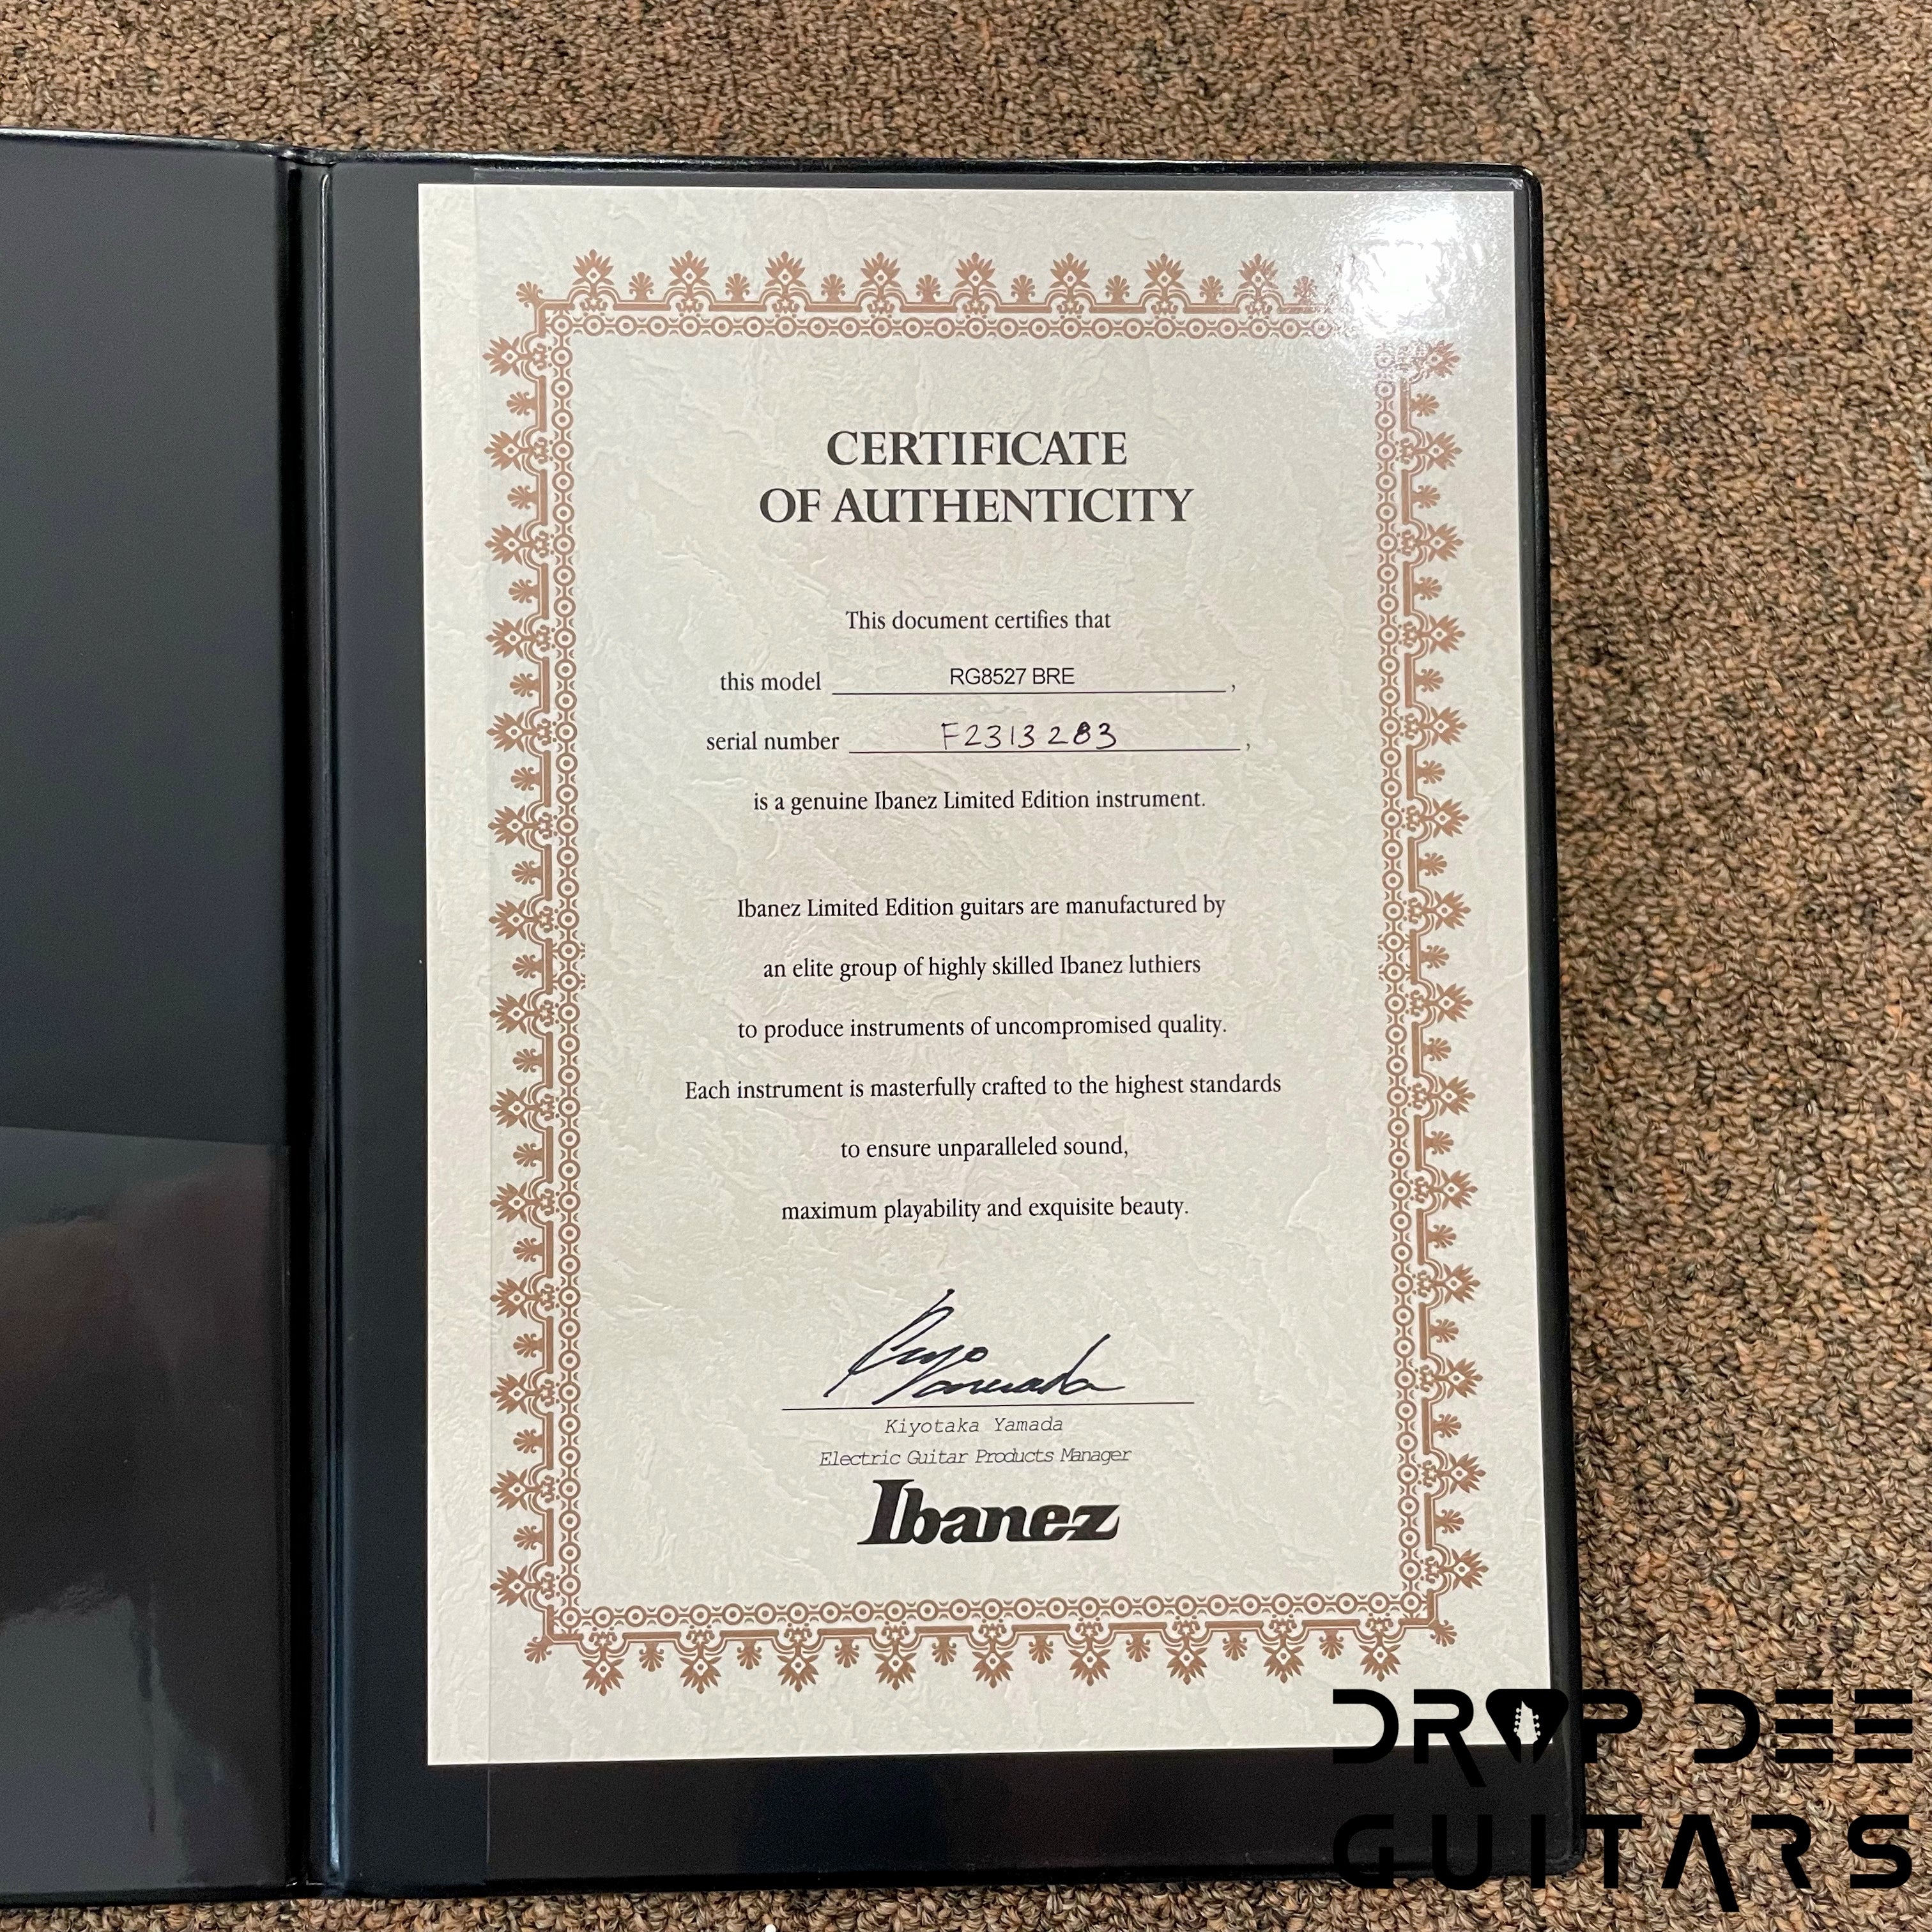 CERTIFICATE
OF AUTHENTICITY
This document certifies that
this model RG8527 BRE,
serial number F2313283,
is a genuine Ibanez Limited Edition instrument.
Ibanez Limited Edition guitars are manufactured by
an elite group of highly skilled Ibanez luthiers
to produce instruments of uncompromised quality.
Each instrument is masterfully crafted to the highest standards
to ensure unparalleled sound,
maximum playability and exquisite beauty.
Kiyotaka Yamada
Electric Guitar Products Manager
Ibanez
DROP DEE
GUITARS